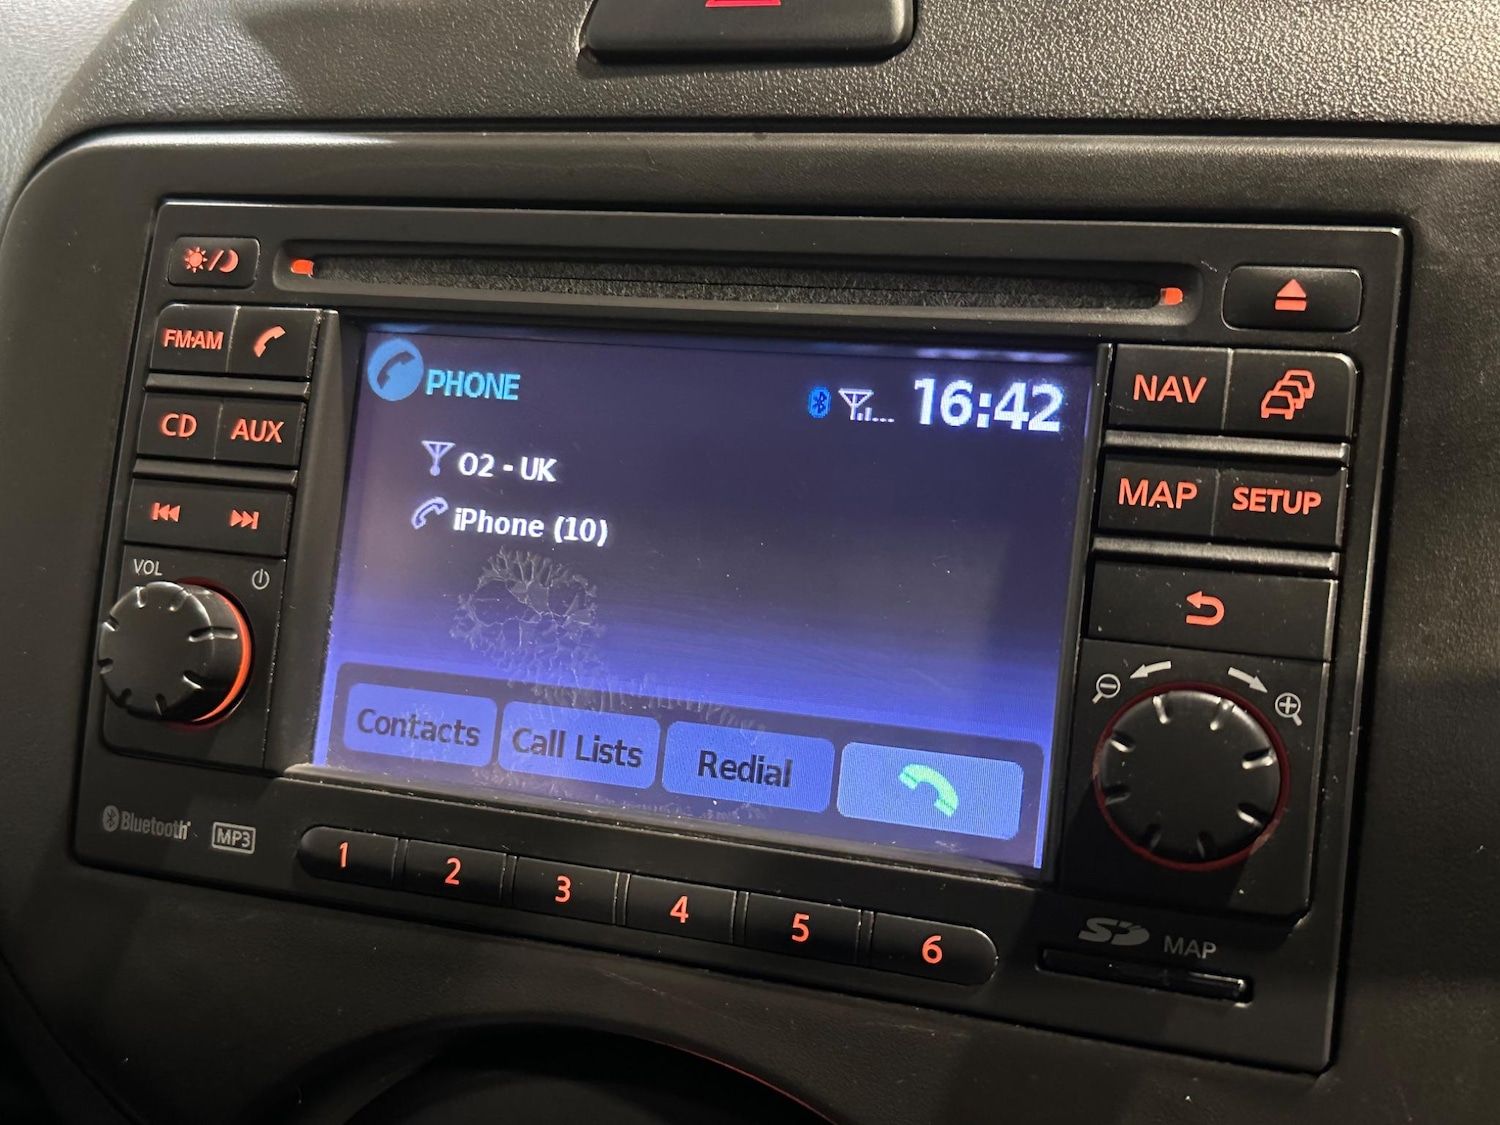 FM·AM
CD
AUX
VOL
PHONE
16:42
O2 - UK
iPhone (10)
Contacts
Call Lists
Redial
NAV
MAP
SETUP
Bluetooth®
MP3
1
2
3
4
5
6
SD
MAP